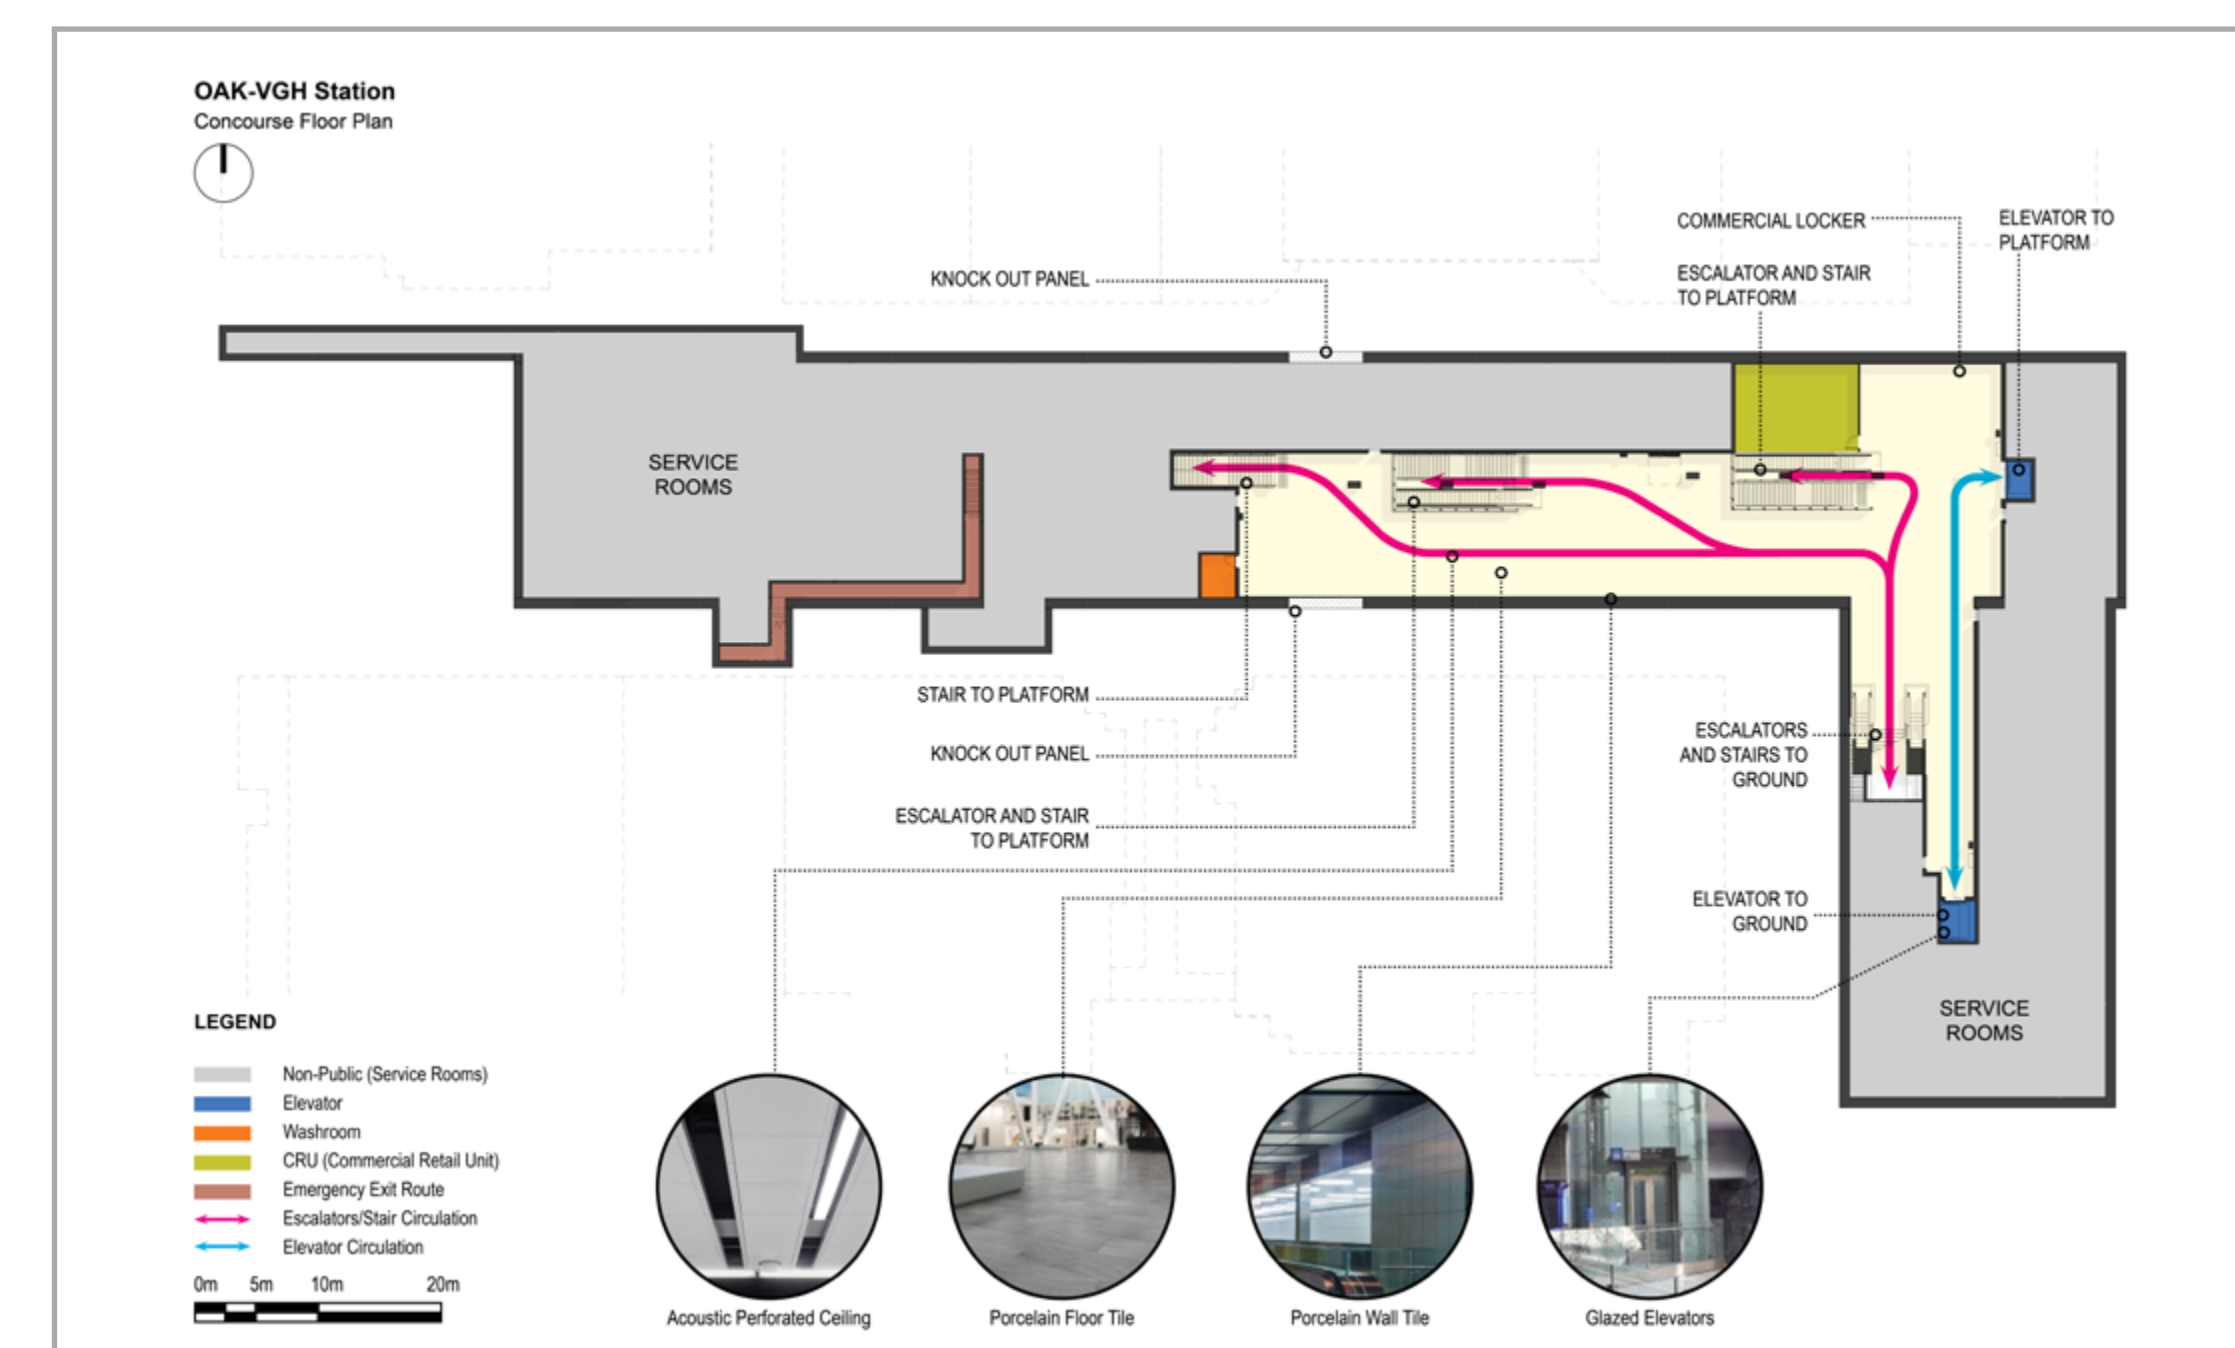 OAK-VGH Station
Concourse Floor Plan
COMMERCIAL LOCKER
ELEVATOR TO
PLATFORM
KNOCK OUT PANEL
ESCALATOR AND STAIR
TO PLATFORM
SERVICE
ROOMS
STAIR TO PLATFORM
KNOCK OUT PANEL
ESCALATOR AND STAIR
TO PLATFORM
ESCALATORS
AND STAIRS TO
GROUND
ELEVATOR TO
GROUND
SERVICE
ROOMS
LEGEND
Non-Public (Service Rooms)
Elevator
Washroom
CRU (Commercial Retail Unit)
Emergency Exit Route
Escalators/Stair Circulation
Elevator Circulation
0m 5m 10m 20m
Acoustic Perforated Ceiling
Porcelain Floor Tile
Porcelain Wall Tile
Glazed Elevators